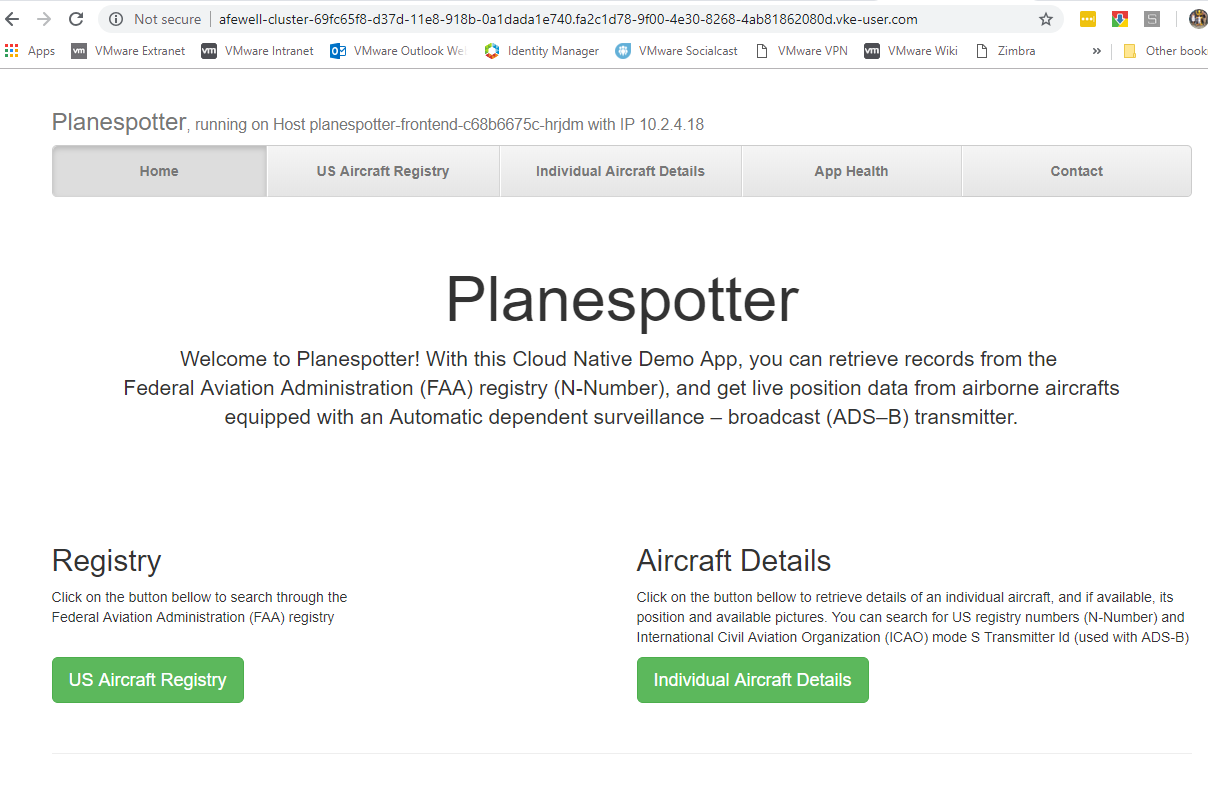 Not secure afewell-cluster-69fc65f8-d37d-11e8-918b-0a1dada1e740.fa2c1d78-9f00-4e30-8268-4ab81862080d.vke-user.com
Apps vm VMware Extranet vm VMware Intranet VMware Outlook We Identity Manager VMware Socialcast VMware VPN vm VMware Wiki Zimbra » Other book
Planespotter, running on Host planespotter-frontend-c68b6675c-hrjdm with IP 10.2.4.18
Home US Aircraft Registry Individual Aircraft Details App Health Contact
Planespotter
Welcome to Planespotter! With this Cloud Native Demo App, you can retrieve records from the
Federal Aviation Administration (FAA) registry (N-Number), and get live position data from airborne aircrafts
equipped with an Automatic dependent surveillance – broadcast (ADS–B) transmitter.
Registry
Click on the button bellow to search through the
Federal Aviation Administration (FAA) registry
US Aircraft Registry
Aircraft Details
Click on the button bellow to retrieve details of an individual aircraft, and if available, its
position and available pictures. You can search for US registry numbers (N-Number) and
International Civil Aviation Organization (ICAO) mode S Transmitter Id (used with ADS-B)
Individual Aircraft Details